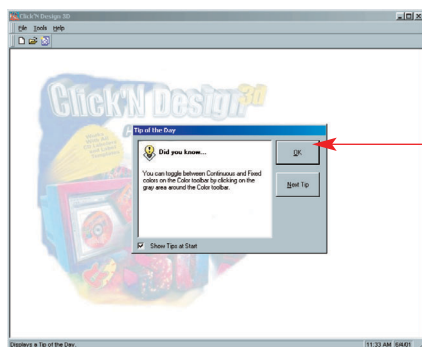 Click'N Design 3D
File Tools Help
Click'N Design 3D
Tip of the Day
Did you know...
You can toggle between Continuous and Fixed
colors on the Color toolbar by clicking on the
gray area around the Color toolbar.
OK
Next Tip
Show Tips at Start
Displays a Tip of the Day.
11:33 AM 6/4/01